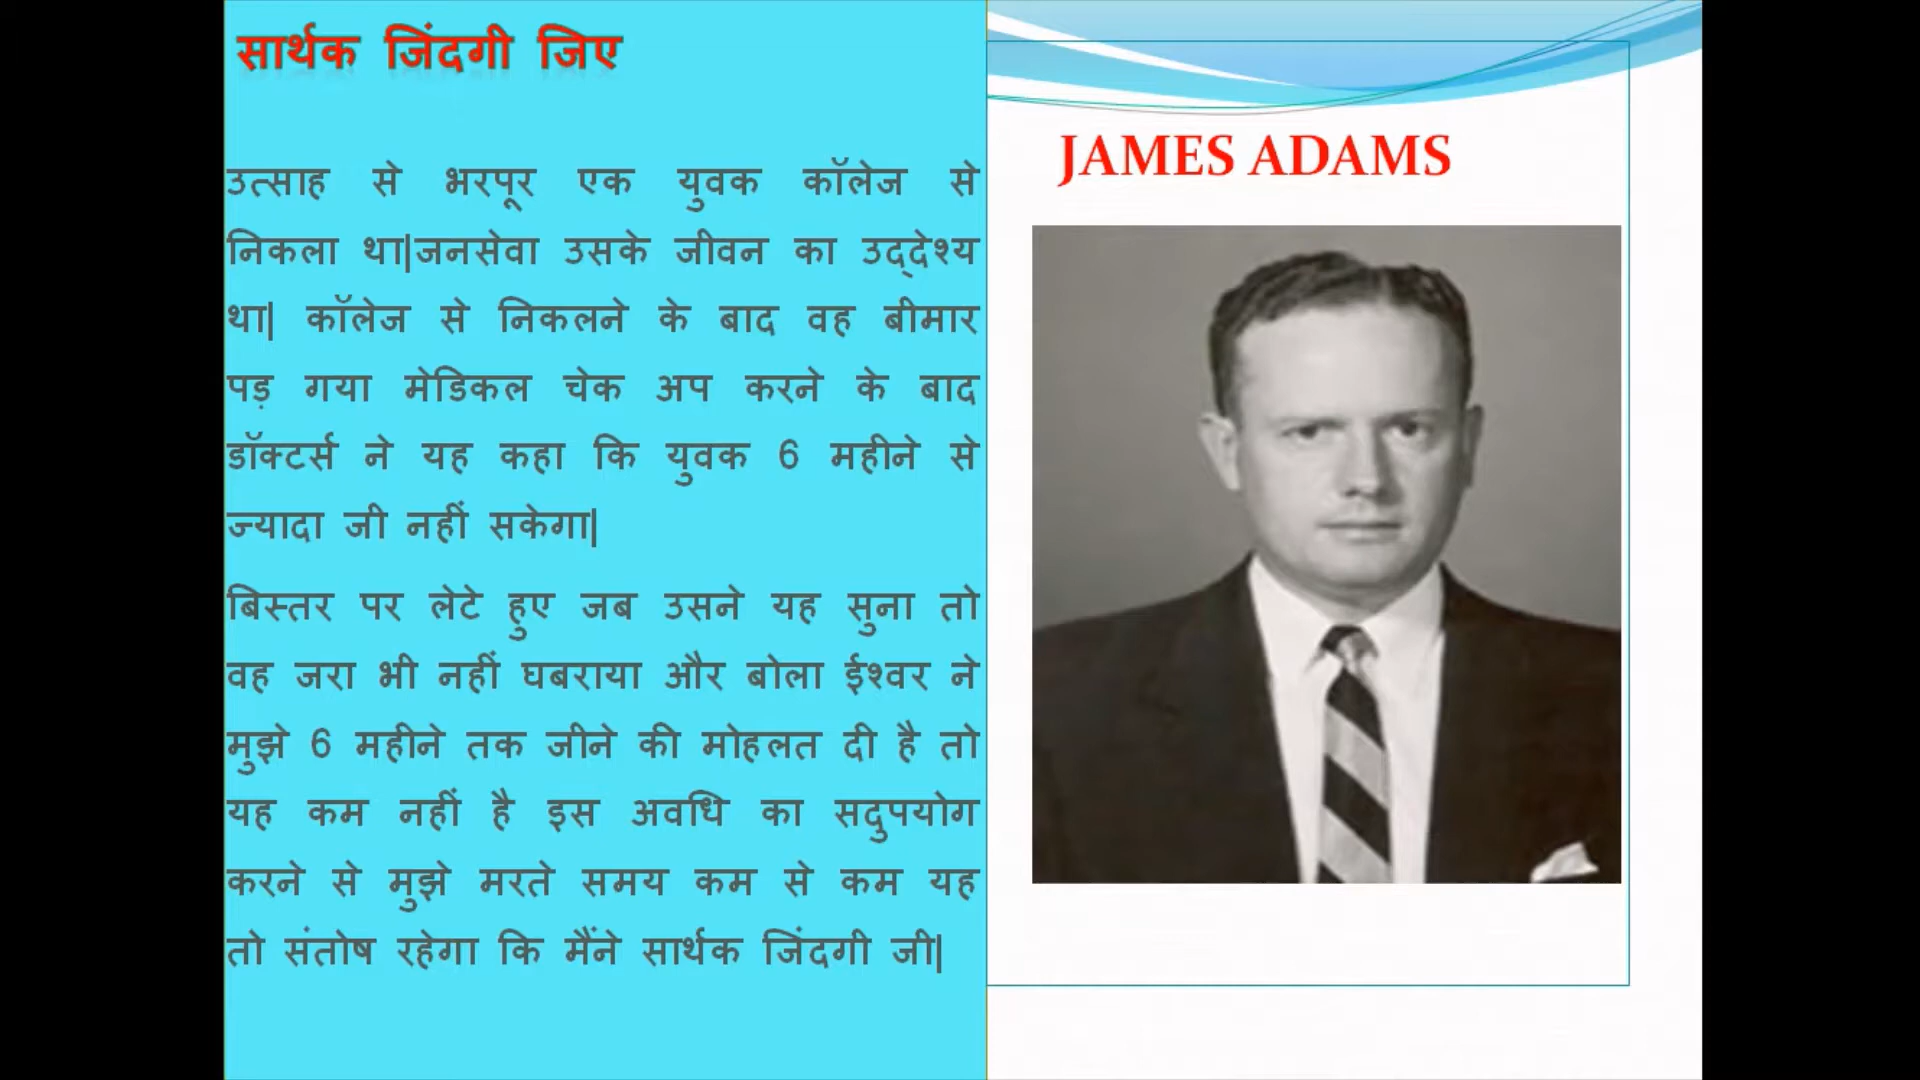 सार्थक जिंदगी जिए
उत्साह से भरपूर एक युवक कॉलेज से
निकला था|जनसेवा उसके जीवन का उद्देश्य
था| कॉलेज से निकलने के बाद वह बीमार
पड़ गया मेडिकल चेक अप करने के बाद
डॉक्टर्स ने यह कहा कि युवक 6 महीने से
ज्यादा जी नहीं सकेगा|
बिस्तर पर लेटे हुए जब उसने यह सुना तो
वह जरा भी नहीं घबराया और बोला ईश्वर ने
मुझे 6 महीने तक जीने की मोहलत दी है तो
यह कम नहीं है इस अवधि का सदुपयोग
करने से मुझे मरते समय कम से कम यह
तो संतोष रहेगा कि मैंने सार्थक जिंदगी जी|
JAMES ADAMS